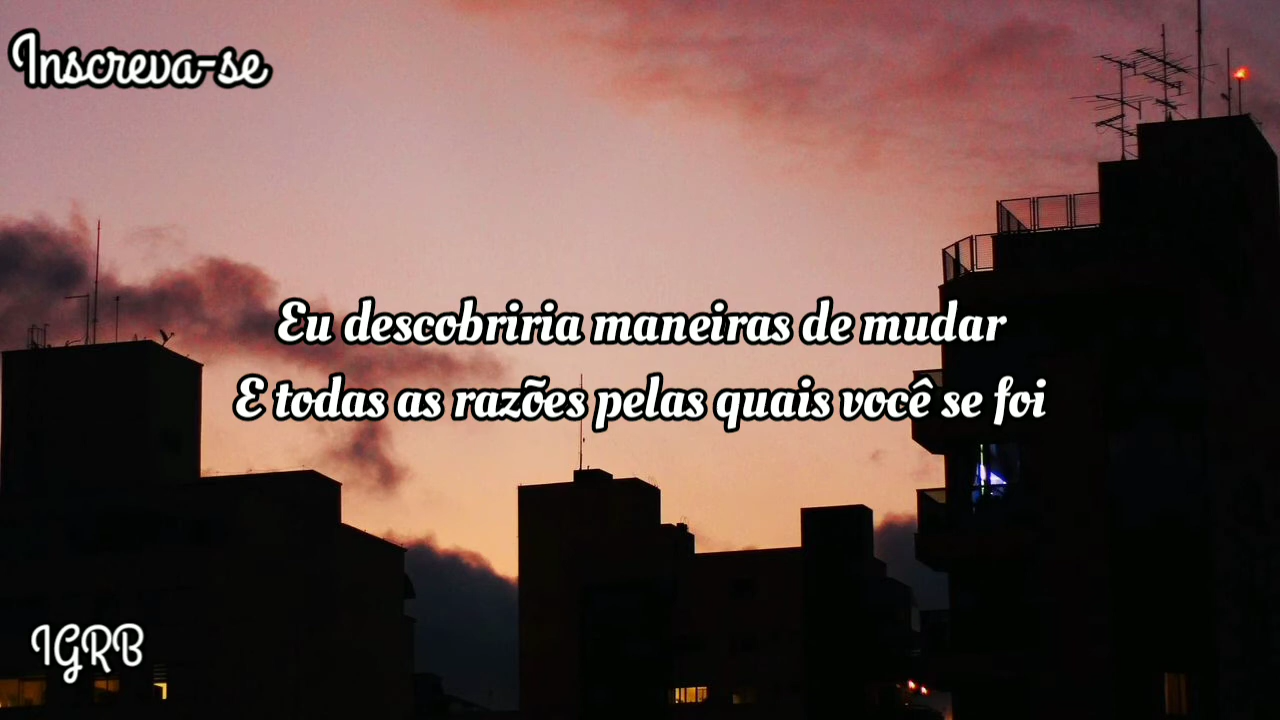 Inscreva-se
Eu descobriria maneiras de mudar
E todas as razões pelas quais você se foi
IGRB